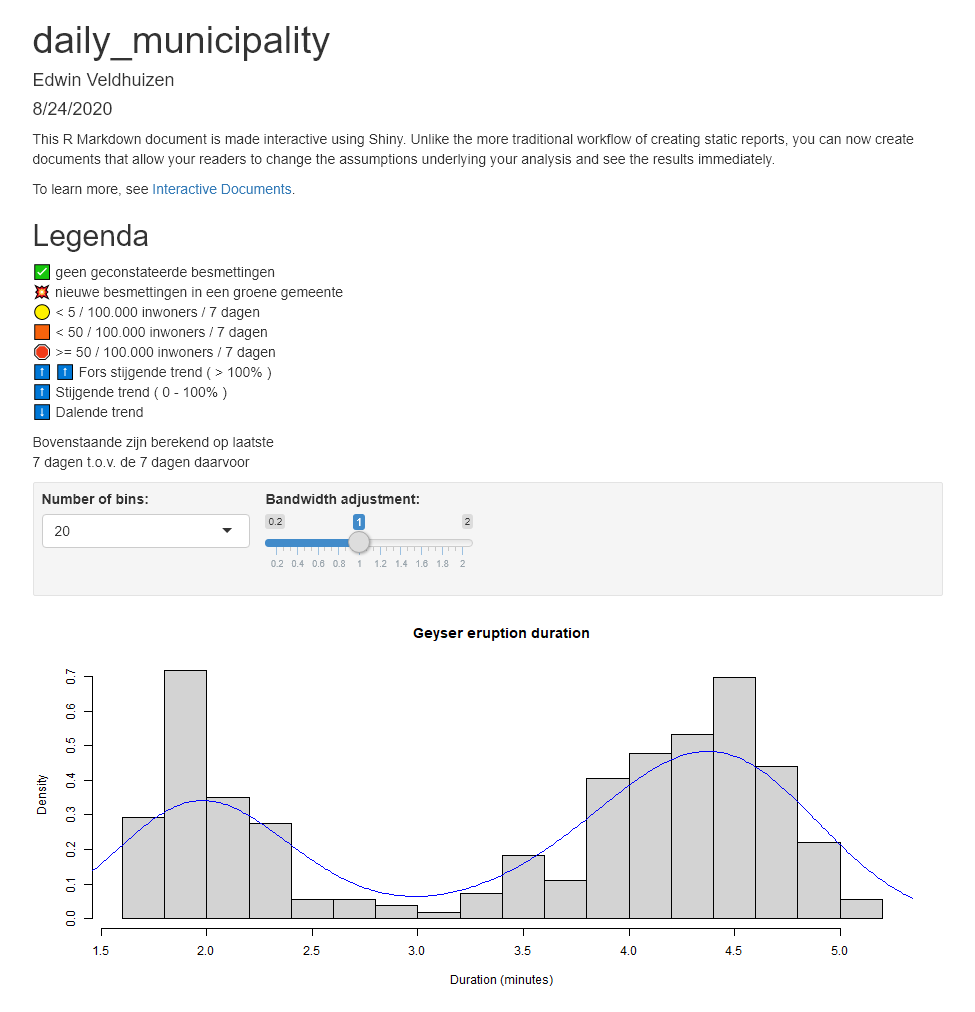 daily_municipality
Edwin Veldhuizen
8/24/2020
This R Markdown document is made interactive using Shiny. Unlike the more traditional workflow of creating static reports, you can now create
documents that allow your readers to change the assumptions underlying your analysis and see the results immediately.
To learn more, see Interactive Documents.
Legenda
✅ geen geconstateerde besmettingen
💥 nieuwe besmettingen in een groene gemeente
🟡 < 5 / 100.000 inwoners / 7 dagen
🟧 < 50 / 100.000 inwoners / 7 dagen
🛑 >= 50 / 100.000 inwoners / 7 dagen
⬆️ ⬆️ Fors stijgende trend ( > 100% )
⬆️ Stijgende trend ( 0 - 100% )
⬇️ Dalende trend
Bovenstaande zijn berekend op laatste
7 dagen t.o.v. de 7 dagen daarvoor
Number of bins:
20
Bandwidth adjustment:
0.2 1 2
0.2 0.4 0.6 0.8 1 1.2 1.4 1.6 1.8 2
Geyser eruption duration
Density
0.7
0.6
0.5
0.4
0.3
0.2
0.1
0.0
1.5 2.0 2.5 3.0 3.5 4.0 4.5 5.0
Duration (minutes)